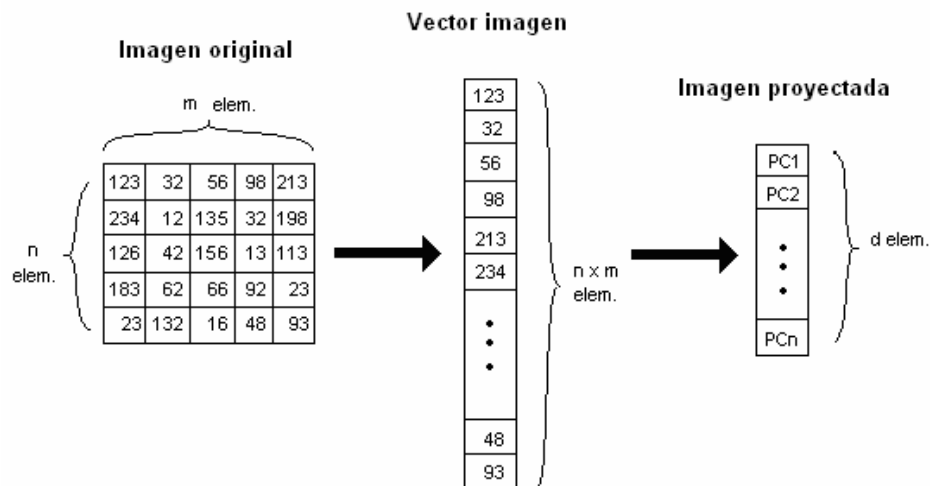 Imagen original
m elem.
n
elem.
123 32 56 98 213
234 12 135 32 198
126 42 156 13 113
183 62 66 92 23
23 132 16 48 93
Vector imagen
123
32
56
98
213
234
48
93
n x m
elem.
Imagen proyectada
PC1
PC2
PCn
d elem.